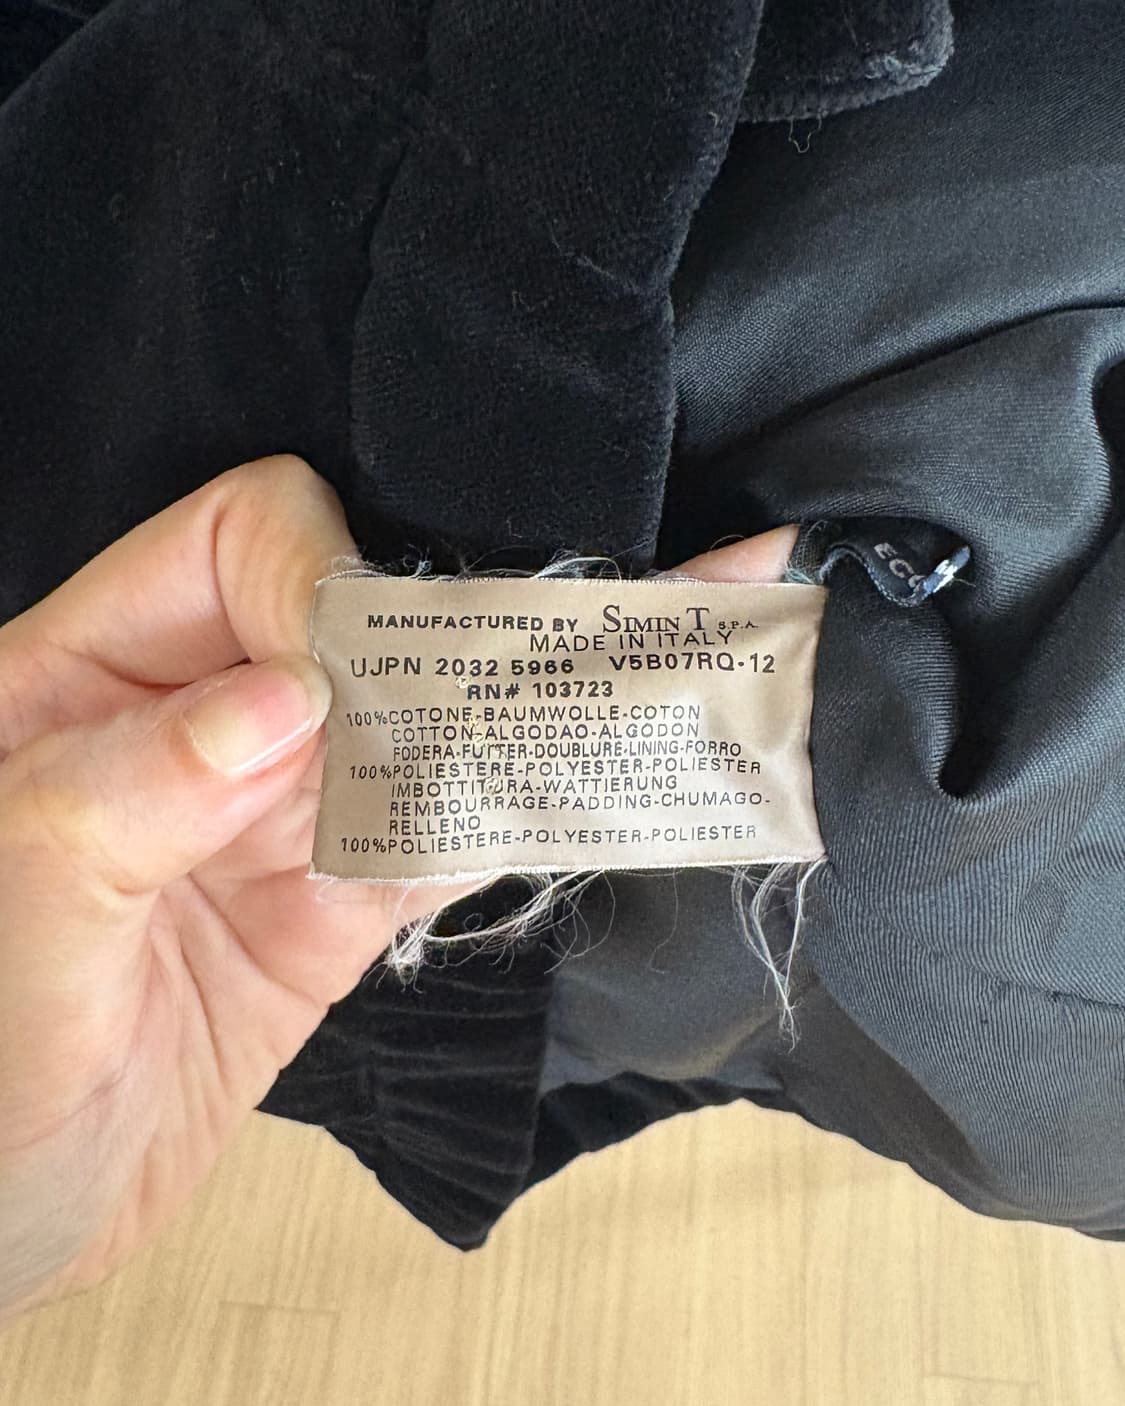 MANUFACTURED BY SIMINT S.P.A.
MADE IN ITALY
UJPN 2032 5966 V5B07RQ-12
RN# 103723
100%COTONE-BAUMWOLLE-COTON
COTTON-ALGODAO-ALGODON
FODERA-FUTTER-DOUBLURE-LINING-FORRO
100%POLIESTERE-POLYESTER-POLIESTER
IMBOTTITURA-WATTIERUNG
REMBOURRAGE-PADDING-CHUMAGO-
RELLENO
100%POLIESTERE-POLYESTER-POLIESTER